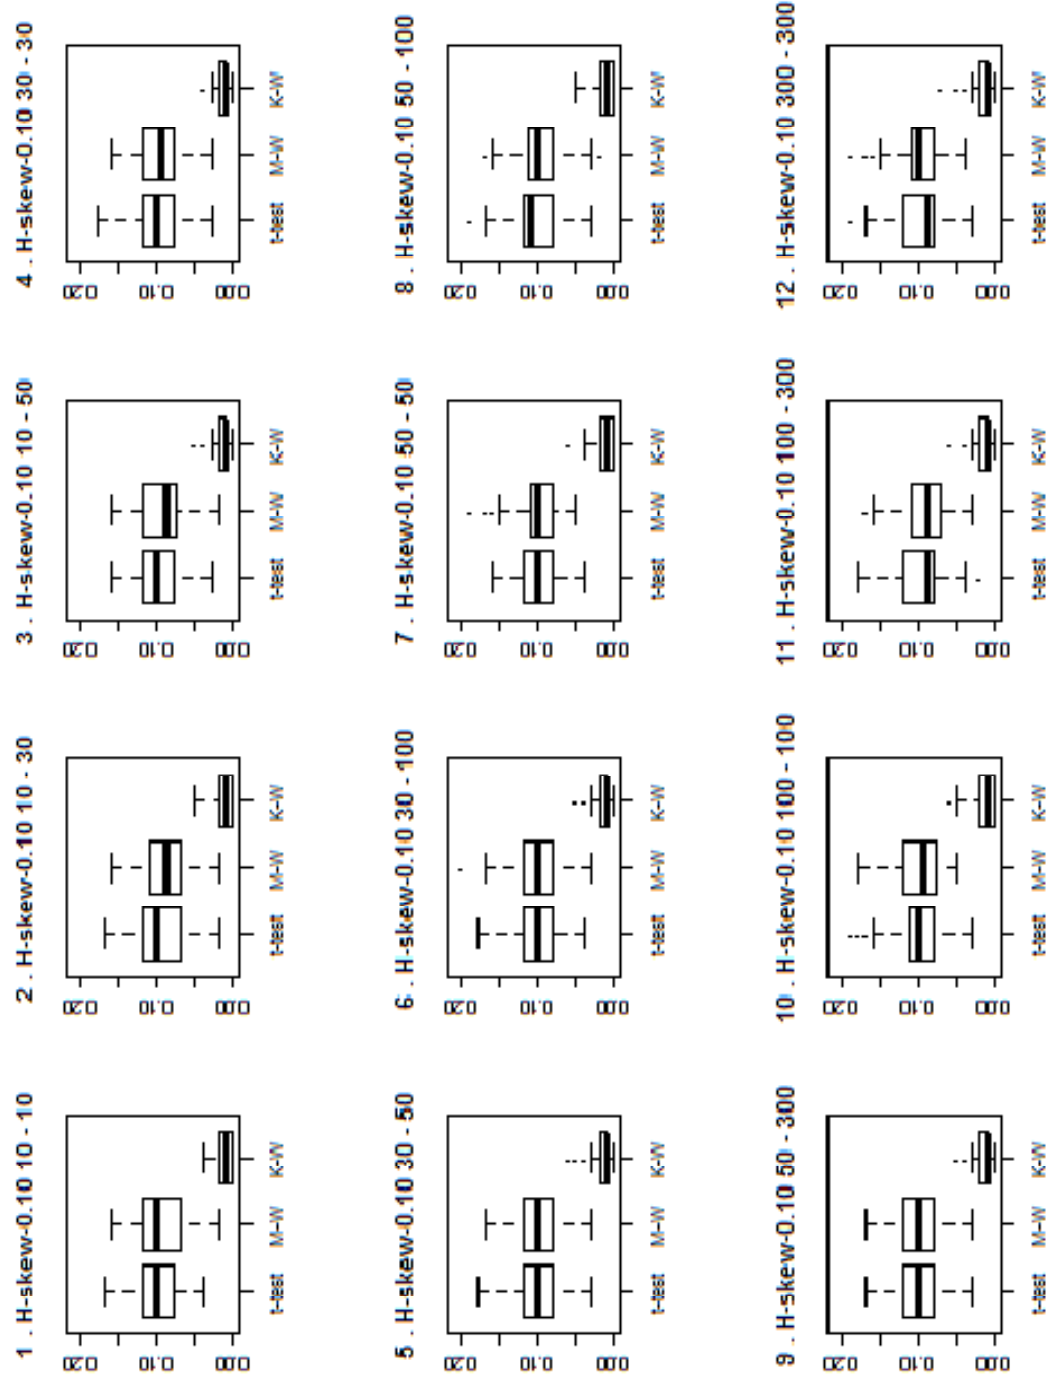 1 . H-skew-0.10 10 - 10
0.20
0.10
0.00
t-test M-W K-W
2 . H-skew-0.10 10 - 30
0.20
0.10
0.00
t-test M-W K-W
3 . H-skew-0.10 10 - 50
0.20
0.10
0.00
t-test M-W K-W
4 . H-skew-0.10 30 - 30
0.20
0.10
0.00
t-test M-W K-W
5 . H-skew-0.10 30 - 50
0.20
0.10
0.00
t-test M-W K-W
6 . H-skew-0.10 30 - 100
0.20
0.10
0.00
t-test M-W K-W
7 . H-skew-0.10 50 - 50
0.20
0.10
0.00
t-test M-W K-W
8 . H-skew-0.10 50 - 100
0.20
0.10
0.00
t-test M-W K-W
9 . H-skew-0.10 50 - 300
0.20
0.10
0.00
t-test M-W K-W
10 . H-skew-0.10 100 - 100
0.20
0.10
0.00
t-test M-W K-W
11 . H-skew-0.10 100 - 300
0.20
0.10
0.00
t-test M-W K-W
12 . H-skew-0.10 300 - 300
0.20
0.10
0.00
t-test M-W K-W